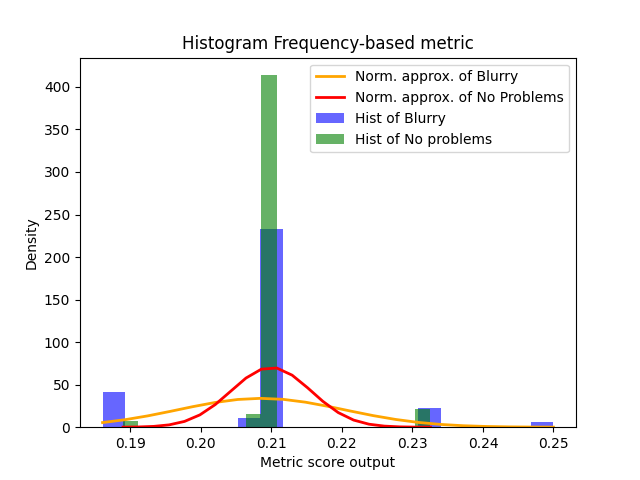 Histogram Frequency-based metric
Norm. approx. of Blurry
Norm. approx. of No Problems
Hist of Blurry
Hist of No problems
Density
400
350
300
250
200
150
100
50
0
0.19 0.20 0.21 0.22 0.23 0.24 0.25
Metric score output